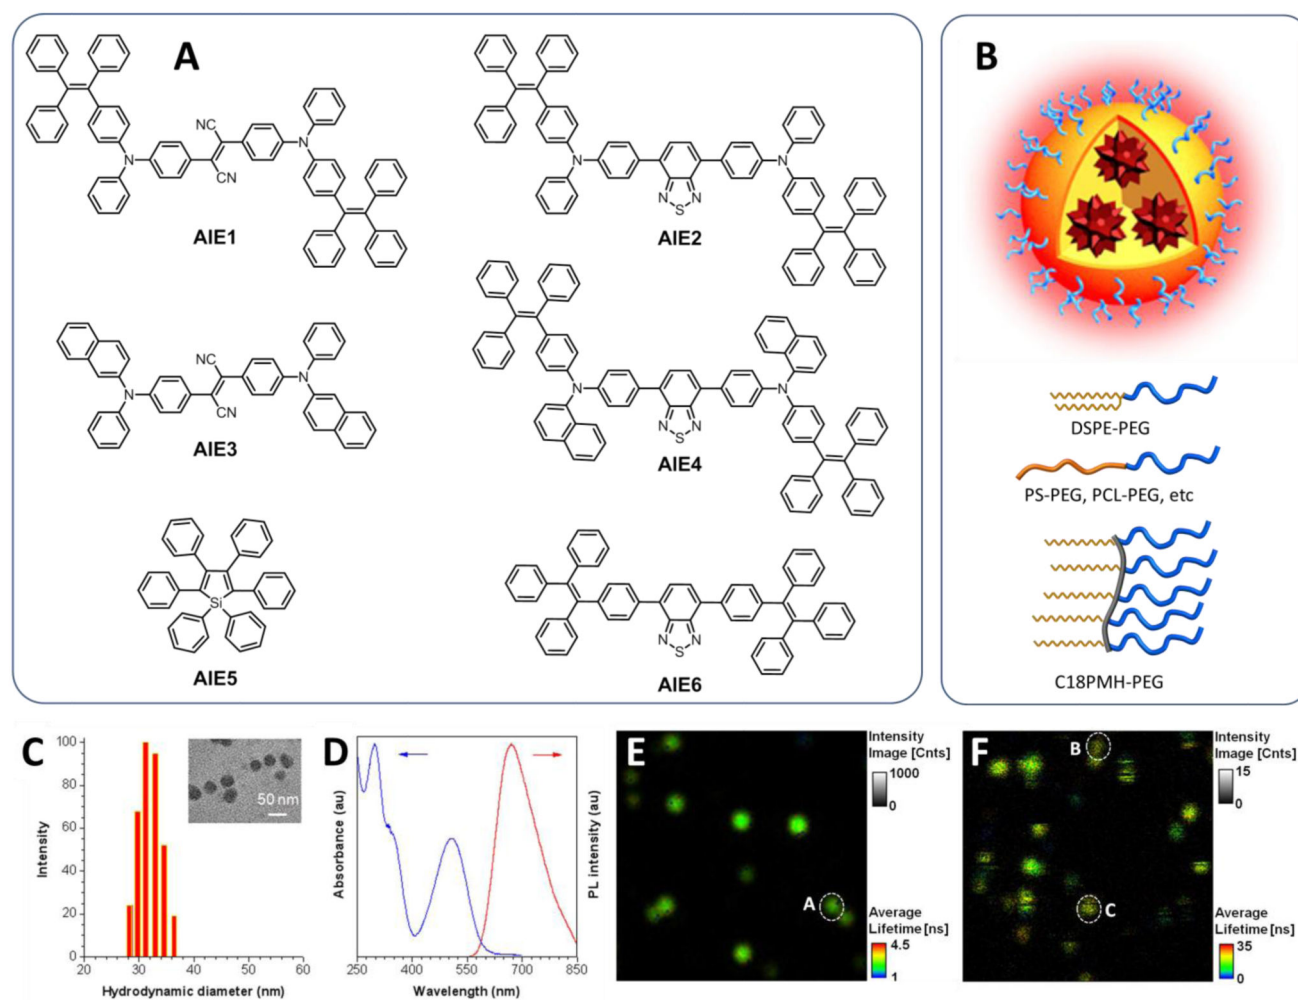 A
NC
N
N
CN
AIE1
N
N
N
N
S
AIE2
NC
N
N
CN
AIE3
N
N
N
N
S
AIE4
Si
AIE5
N
N
S
AIE6
B
DSPE-PEG
PS-PEG, PCL-PEG, etc
C18PMH-PEG
C
100
80
60
40
20
0
Intensity
50 nm
20
30
40
50
60
Hydrodynamic diameter (nm)
D
Absorbance (au)
PL intensity (au)
250
400
550
700
850
Wavelength (nm)
E
A
Intensity
Image [Cnts]
1000
0
Average
Lifetime [ns]
4.5
1
F
B
C
Intensity
Image [Cnts]
15
0
Average
Lifetime [ns]
35
0